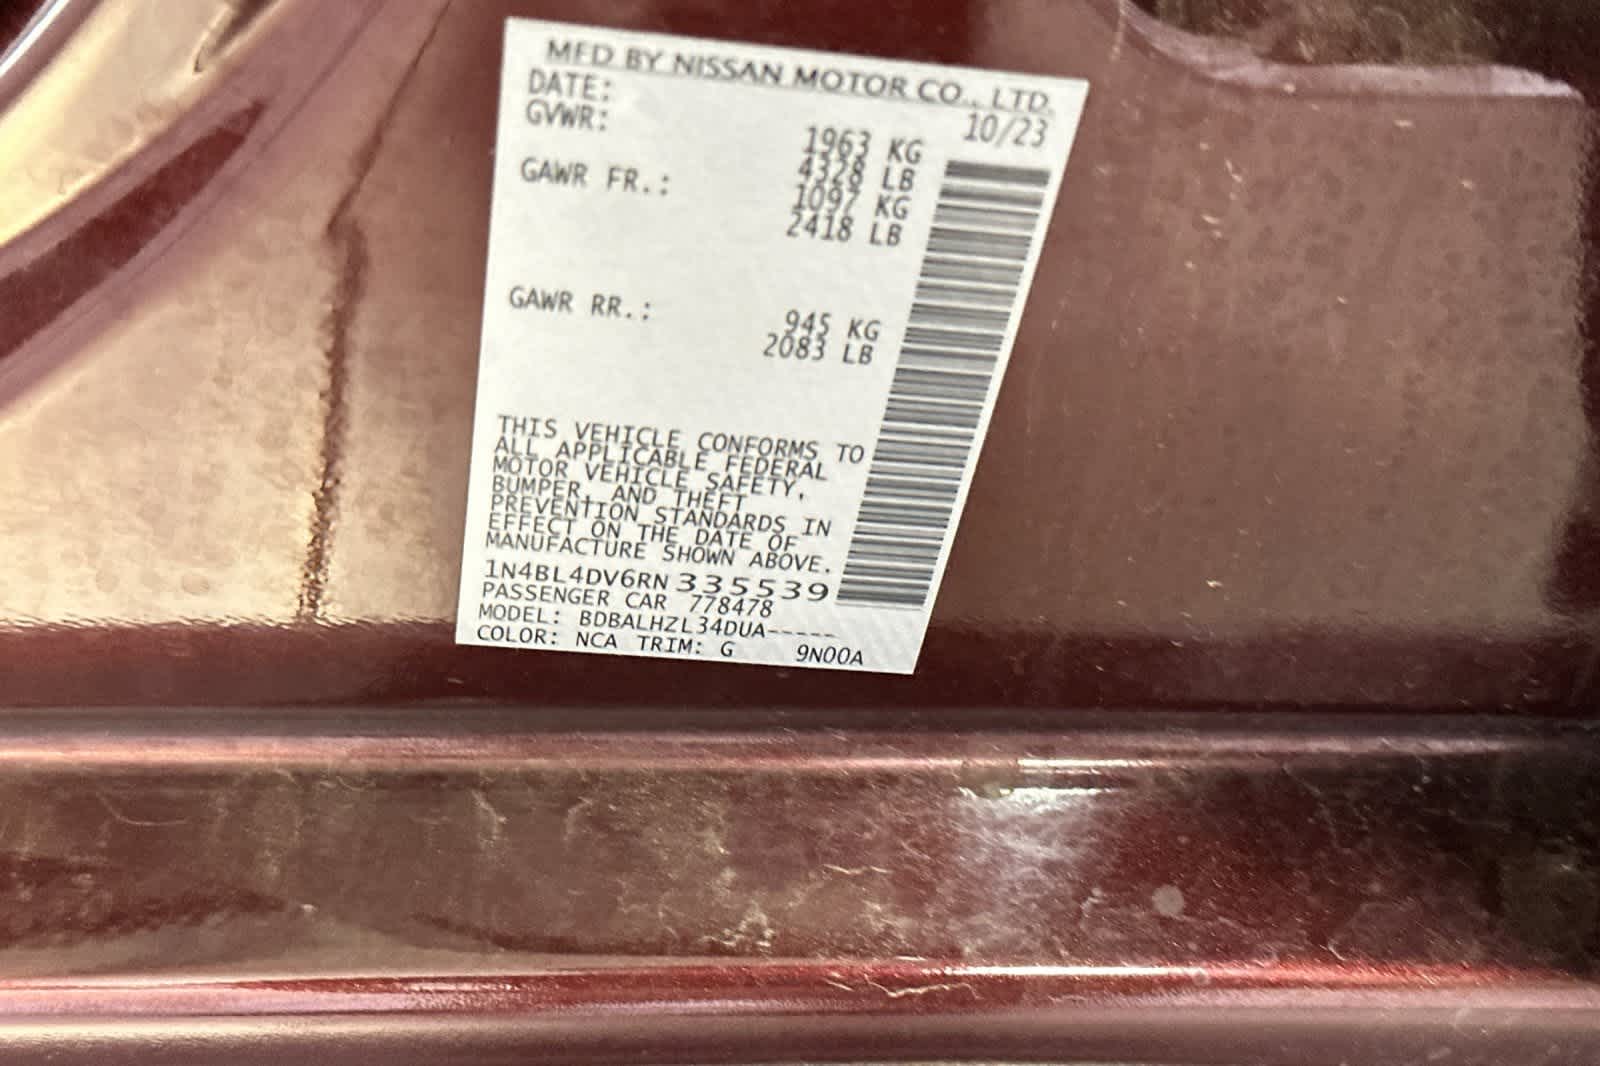 MFD BY NISSAN MOTOR CO., LTD.
DATE: 10/23
GVWR: 1963 KG
4328 LB
GAWR FR.: 1097 KG
2418 LB
GAWR RR.: 945 KG
2083 LB
THIS VEHICLE CONFORMS TO
ALL APPLICABLE FEDERAL
MOTOR VEHICLE SAFETY,
BUMPER, AND THEFT
PREVENTION STANDARDS IN
EFFECT ON THE DATE OF
MANUFACTURE SHOWN ABOVE.
1N4BL4DV6RN335539
PASSENGER CAR 778478
MODEL: BDBALHZL34DUA-----
COLOR: NCA TRIM: G 9N00A